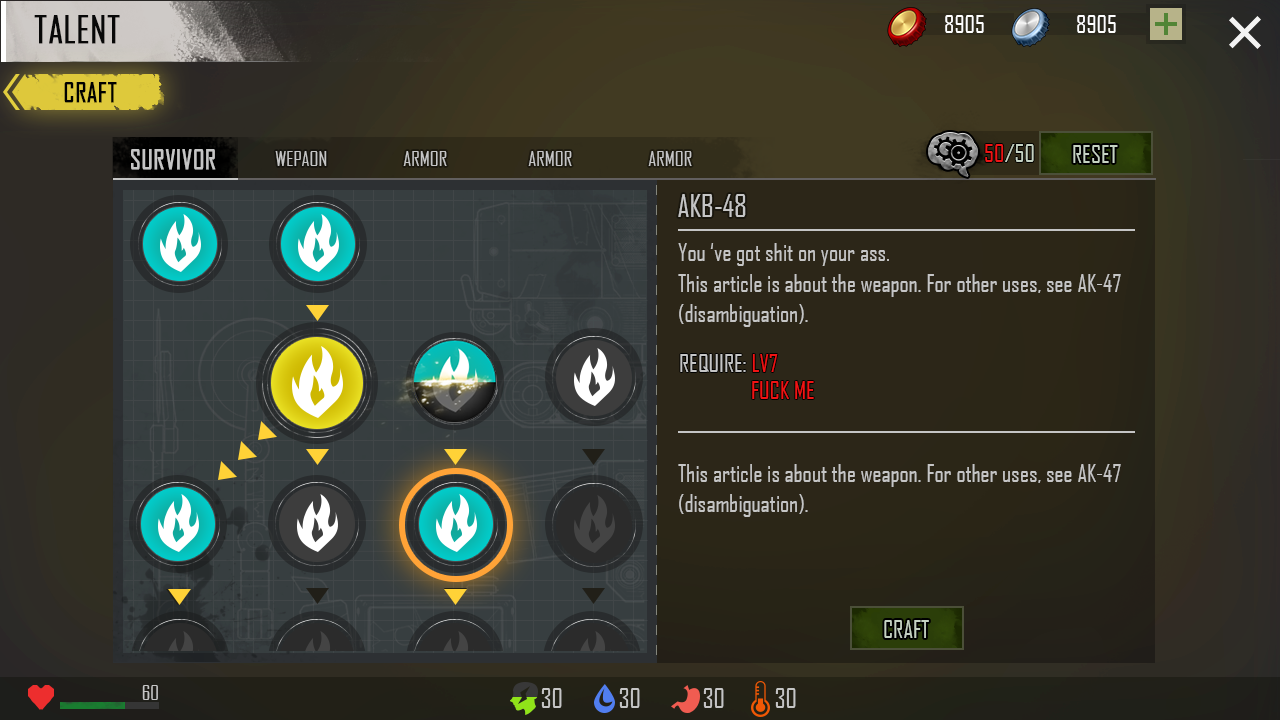 TALENT
8905
8905
CRAFT
SURVIVOR
WEPAON
ARMOR
ARMOR
ARMOR
50/50
RESET
AKB-48
You 've got shit on your ass.
This article is about the weapon. For other uses, see AK-47
(disambiguation).
REQUIRE: LV7
FUCK ME
This article is about the weapon. For other uses, see AK-47
(disambiguation).
CRAFT
60
30
30
30
30